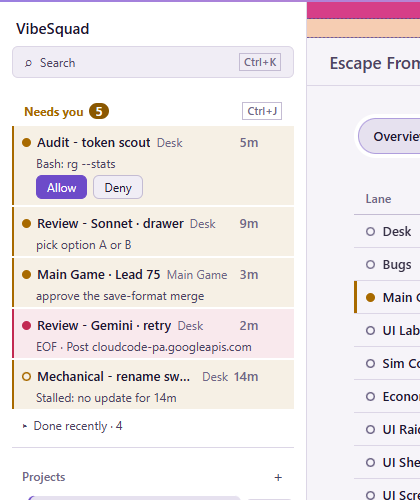 VibeSquad
Search Ctrl+K
Needs you 5 Ctrl+J
Audit - token scout Desk 5m
Bash: rg --stats
Allow Deny
Review - Sonnet · drawer Desk 9m
pick option A or B
Main Game · Lead 75 Main Game 3m
approve the save-format merge
Review - Gemini · retry Desk 2m
EOF · Post cloudcode-pa.googleapis.com
Mechanical - rename sw... Desk 14m
Stalled: no update for 14m
Done recently · 4
Projects +
Escape From
Overview
Lane
Desk
Bugs
Main G
UI Lab
Sim Co
Econo
UI Raid
UI She
UI Scre